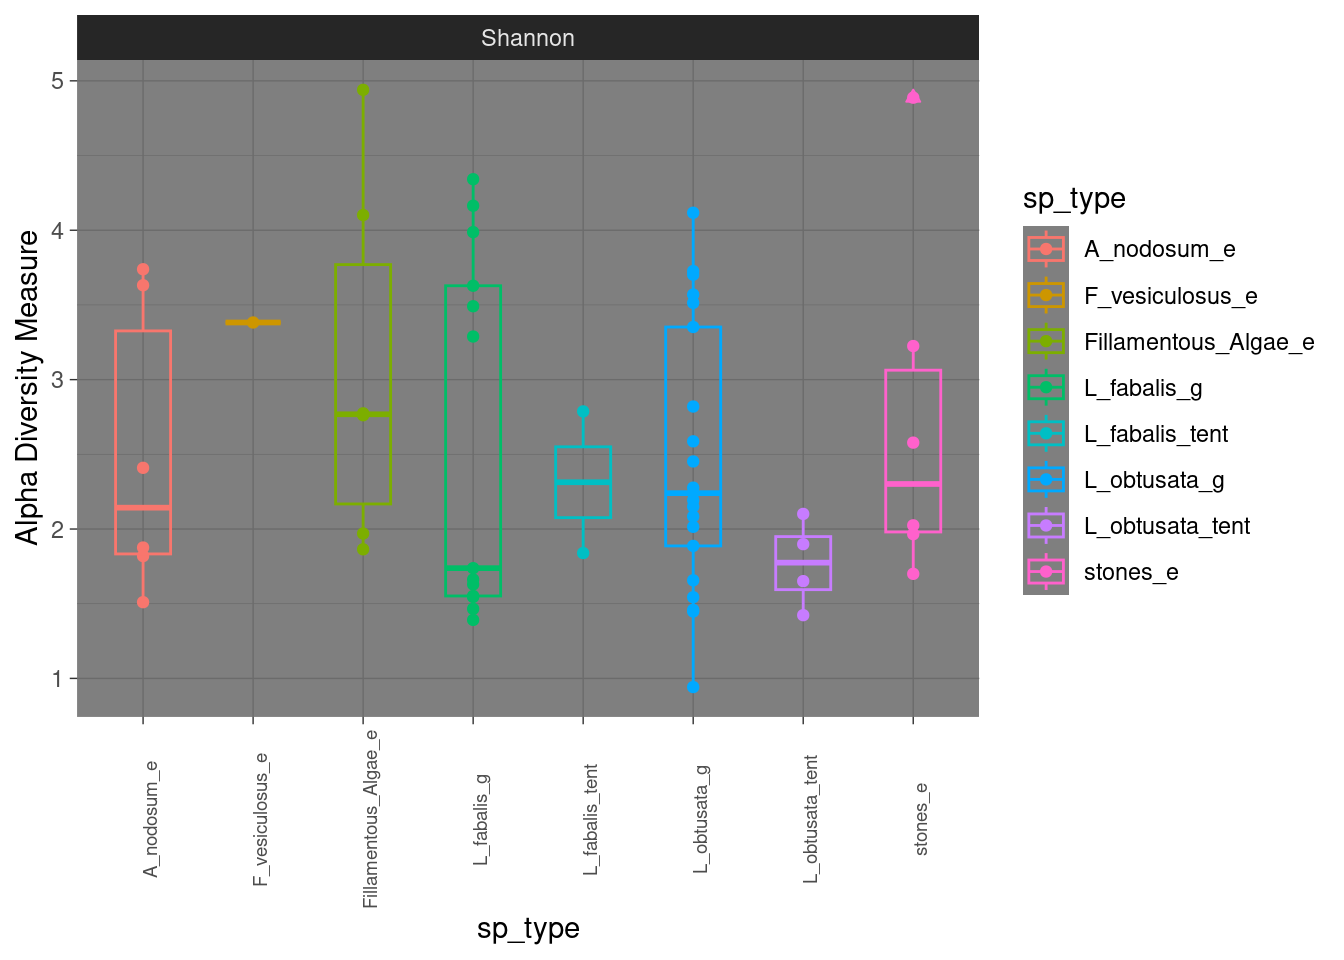 Shannon
5
4
3
2
1
Alpha Diversity Measure
A_nodosum_e
F_vesiculosus_e
Fillamentous_Algae_e
L_fabalis_g
L_fabalis_tent
L_obtusata_g
L_obtusata_tent
stones_e
sp_type
sp_type
A_nodosum_e
F_vesiculosus_e
Fillamentous_Algae_e
L_fabalis_g
L_fabalis_tent
L_obtusata_g
L_obtusata_tent
stones_e